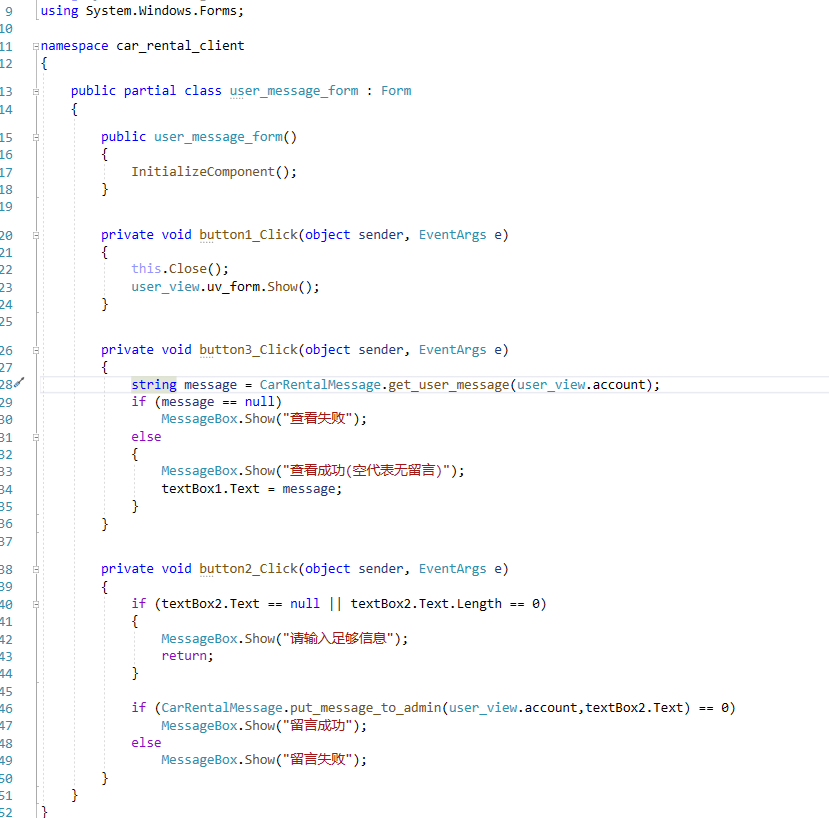 9 using System.Windows.Forms;
10
11 namespace car_rental_client
12 {
13 public partial class user_message_form : Form
14 {
15 public user_message_form()
16 {
17 InitializeComponent();
18 }
19
20 private void button1_Click(object sender, EventArgs e)
21 {
22 this.Close();
23 user_view.uv_form.Show();
24 }
25
26 private void button3_Click(object sender, EventArgs e)
27 {
28 string message = CarRentalMessage.get_user_message(user_view.account);
29 if (message == null)
30 MessageBox.Show("查看失败");
31 else
32 {
33 MessageBox.Show("查看成功(空代表无留言)");
34 textBox1.Text = message;
35 }
36 }
37
38 private void button2_Click(object sender, EventArgs e)
39 {
40 if (textBox2.Text == null || textBox2.Text.Length == 0)
41 {
42 MessageBox.Show("请输入足够信息");
43 return;
44 }
45
46 if (CarRentalMessage.put_message_to_admin(user_view.account,textBox2.Text) == 0)
47 MessageBox.Show("留言成功");
48 else
49 MessageBox.Show("留言失败");
50 }
51 }
52 }